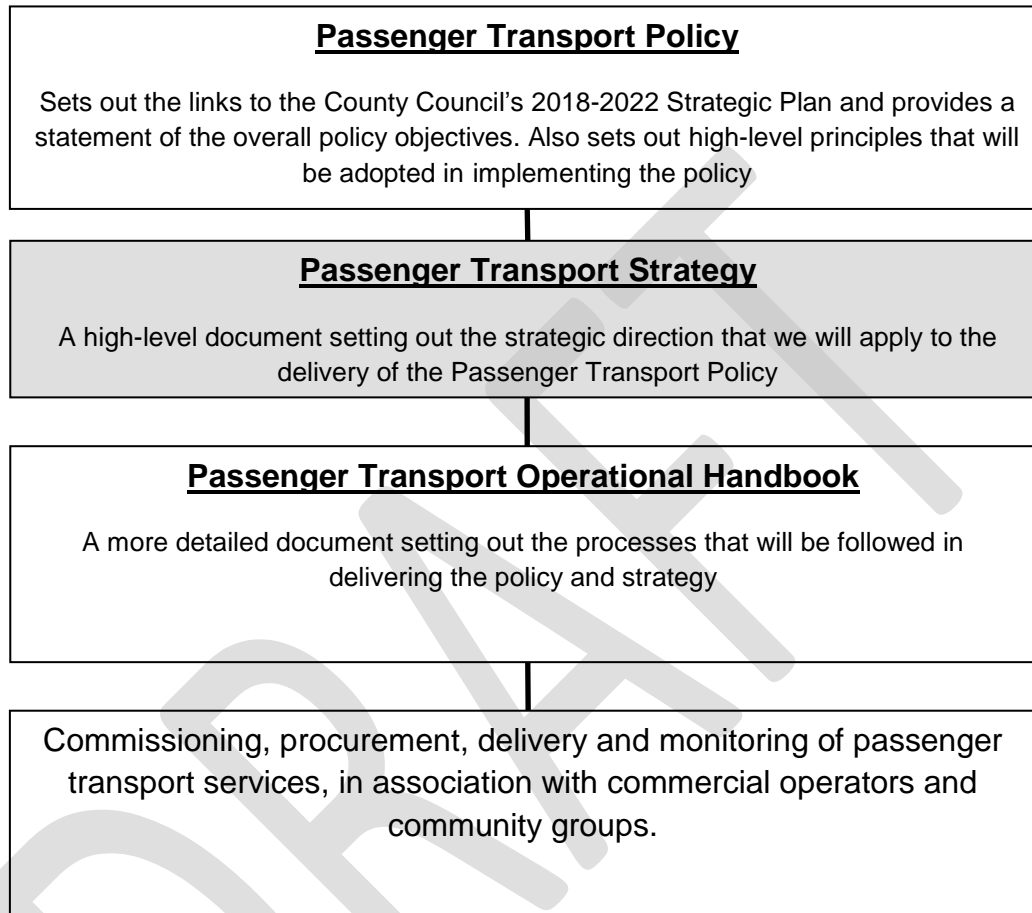 Passenger Transport Policy
Sets out the links to the County Council's 2018-2022 Strategic Plan and provides a
statement of the overall policy objectives. Also sets out high-level principles that will
be adopted in implementing the policy
Passenger Transport Strategy
A high-level document setting out the strategic direction that we will apply to the
delivery of the Passenger Transport Policy
Passenger Transport Operational Handbook
A more detailed document setting out the processes that will be followed in
delivering the policy and strategy
Commissioning, procurement, delivery and monitoring of passenger
transport services, in association with commercial operators and
community groups.
DRAFT